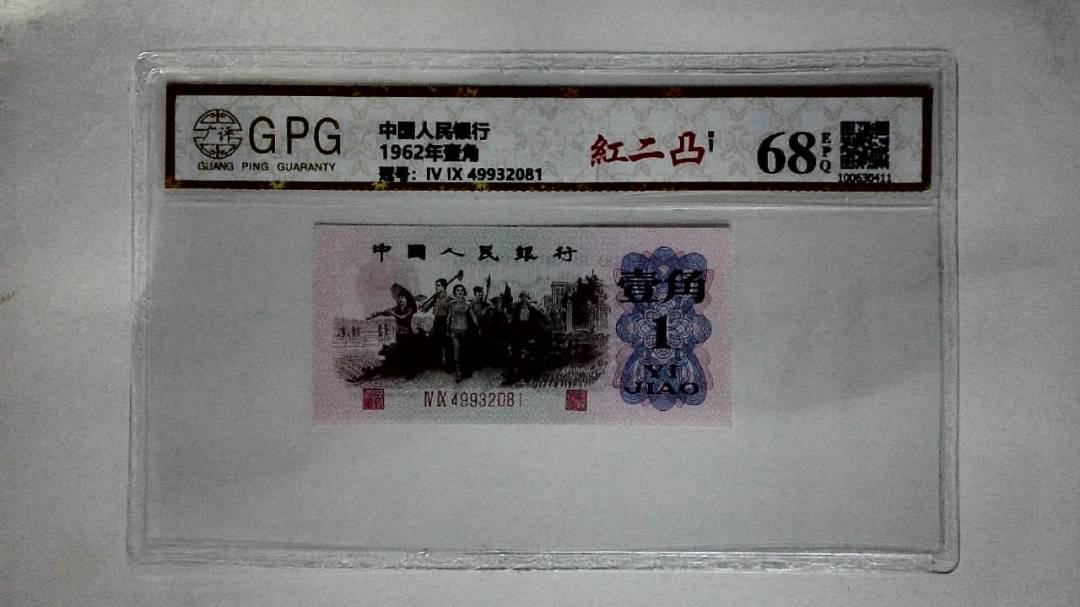 GPG
GUANG PING GUARANTY
中國人民银行
1962年壹角
冠号: IV IX 49932081
紅二凸i
68
EPQ
100630411
中國人民銀行
壹角
1
YI
JIAO
IV IX 49932081